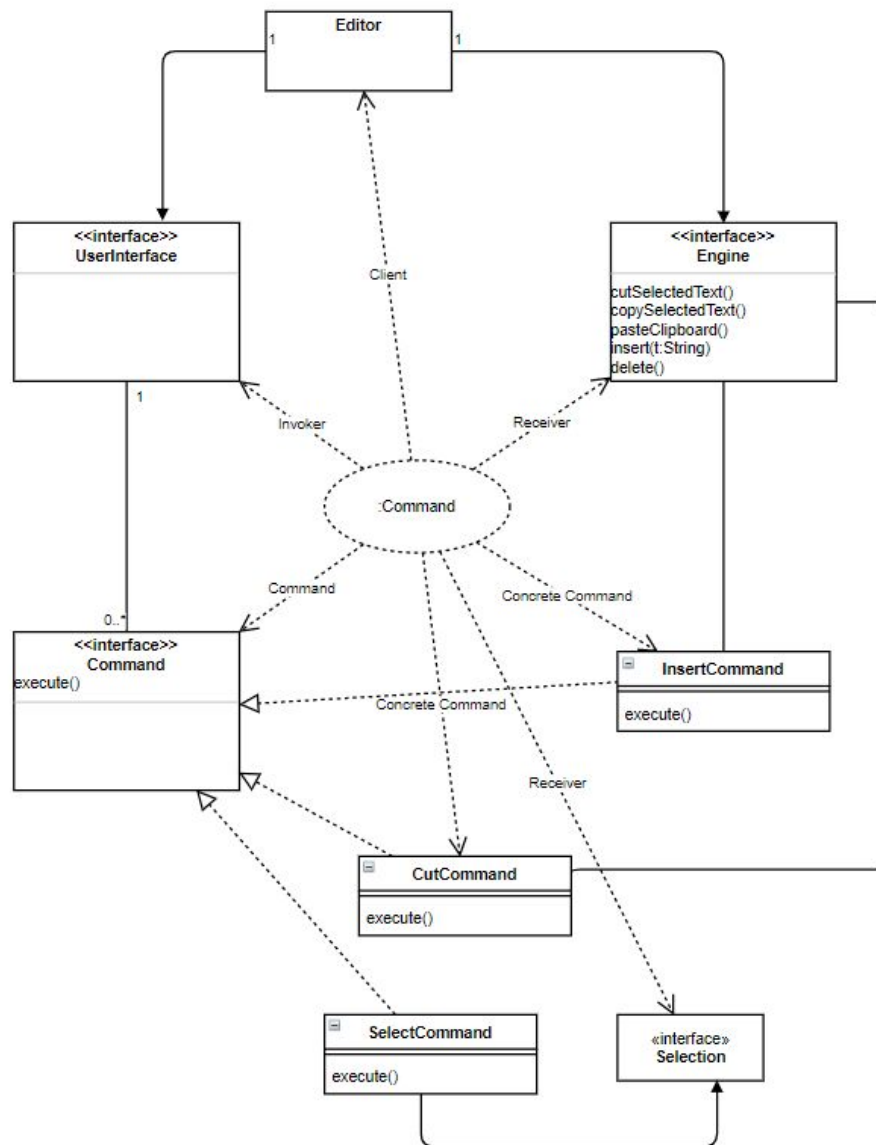 Editor
1
1
<<interface>>
UserInterface
<<interface>>
Engine
cutSelectedText()
copySelectedText()
pasteClipboard()
insert(t:String)
delete()
Client
1
Invoker
Receiver
:Command
Command
Concrete Command
0..*
<<interface>>
Command
execute()
InsertCommand
execute()
Concrete Command
Receiver
CutCommand
execute()
SelectCommand
execute()
«interface»
Selection